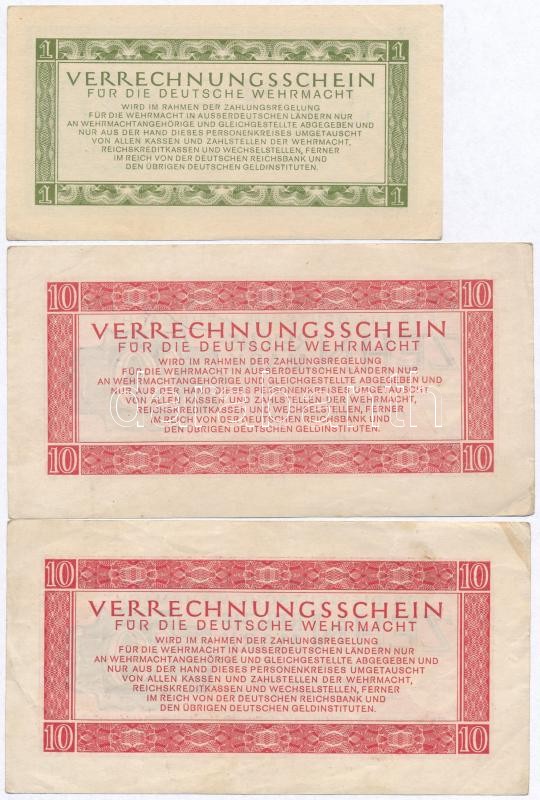 1 1
VERRECHNUNGSSCHEIN
FÜR DIE DEUTSCHE WEHRMACHT
WIRD IM RAHMEN DER ZAHLUNGSREGELUNG
FÜR DIE WEHRMACHT IN AUSSERDEUTSCHEN LÄNDERN NUR
AN WEHRMACHTANGEHÖRIGE UND GLEICHGESTELLTE ABGEGEBEN UND
NUR AUS DER HAND DIESES PERSONENKREISES UMGETAUSCHT
VON ALLEN KASSEN UND ZAHLSTELLEN DER WEHRMACHT,
REICHSKREDITKASSEN UND WECHSELSTELLEN, FERNER
IM REICH VON DER DEUTSCHEN REICHSBANK UND
DEN ÜBRIGEN DEUTSCHEN GELDINSTITUTEN.
1 1
10 10
VERRECHNUNGSSCHEIN
FÜR DIE DEUTSCHE WEHRMACHT
WIRD IM RAHMEN DER ZAHLUNGSREGELUNG
FÜR DIE WEHRMACHT IN AUSSERDEUTSCHEN LÄNDERN NUR
AN WEHRMACHTANGEHÖRIGE UND GLEICHGESTELLTE ABGEGEBEN UND
NUR AUS DER HAND DIESES PERSONENKREISES UMGETAUSCHT
VON ALLEN KASSEN UND ZAHLSTELLEN DER WEHRMACHT,
REICHSKREDITKASSEN UND WECHSELSTELLEN, FERNER
IM REICH VON DER DEUTSCHEN REICHSBANK UND
DEN ÜBRIGEN DEUTSCHEN GELDINSTITUTEN.
10 10
10 10
VERRECHNUNGSSCHEIN
FÜR DIE DEUTSCHE WEHRMACHT
WIRD IM RAHMEN DER ZAHLUNGSREGELUNG
FÜR DIE WEHRMACHT IN AUSSERDEUTSCHEN LÄNDERN NUR
AN WEHRMACHTANGEHÖRIGE UND GLEICHGESTELLTE ABGEGEBEN UND
NUR AUS DER HAND DIESES PERSONENKREISES UMGETAUSCHT
VON ALLEN KASSEN UND ZAHLSTELLEN DER WEHRMACHT,
REICHSKREDITKASSEN UND WECHSELSTELLEN, FERNER
IM REICH VON DER DEUTSCHEN REICHSBANK UND
DEN ÜBRIGEN DEUTSCHEN GELDINSTITUTEN.
10 10